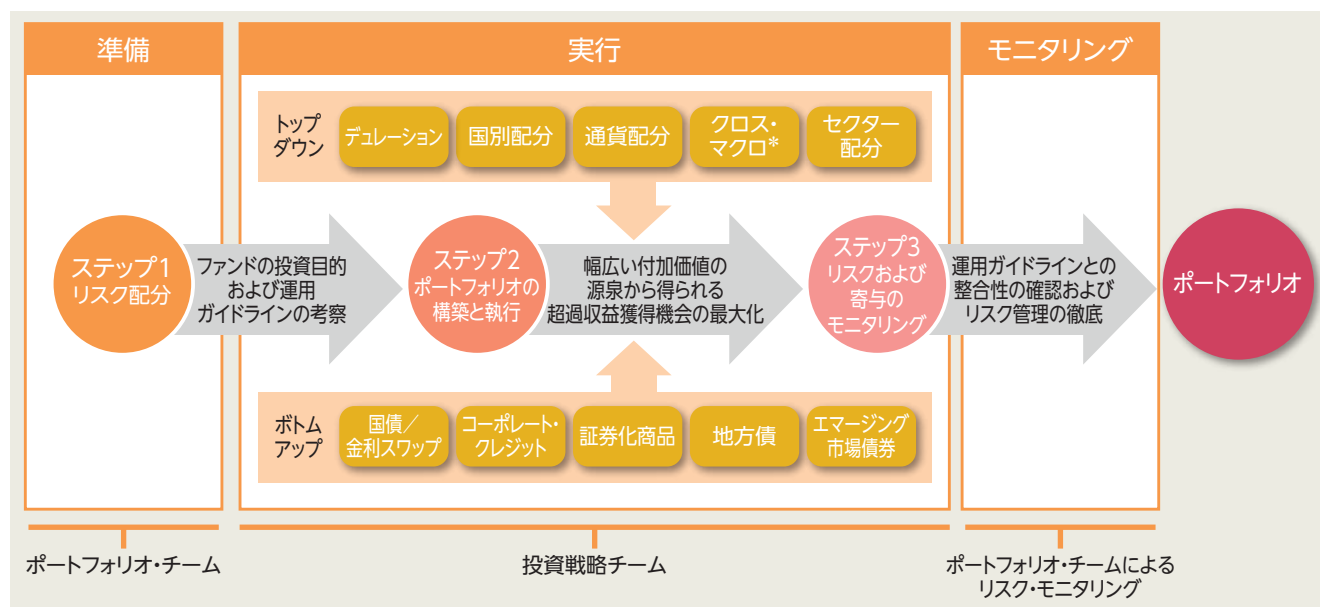 準備
実行
モニタリング
トップ
ダウン
デュレーション
国別配分
通貨配分
クロス・
マクロ*
セクター
配分
ステップ1
リスク配分
ファンドの投資目的
および運用
ガイドラインの考察
ステップ2
ポートフォリオの
構築と執行
幅広い付加価値の
源泉から得られる
超過収益獲得機会の最大化
ステップ3
リスクおよび
寄与の
モニタリング
運用ガイドラインとの
整合性の確認および
リスク管理の徹底
ポートフォリオ
ボトム
アップ
国債／
金利スワップ
コーポレート・
クレジット
証券化商品
地方債
エマージング
市場債券
ポートフォリオ・チーム
投資戦略チーム
ポートフォリオ・チームによる
リスク・モニタリング